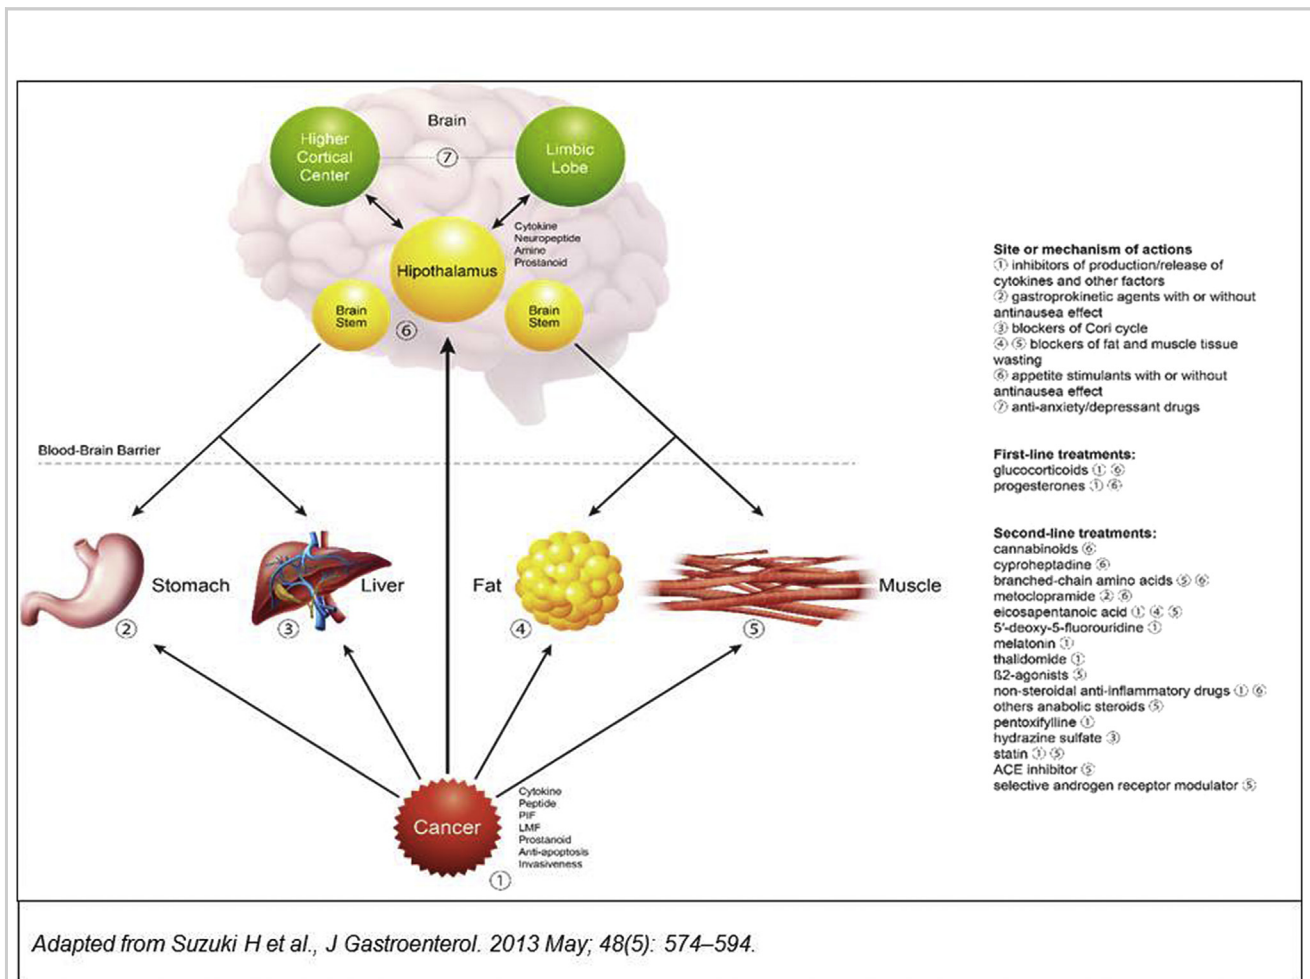 Brain
Higher
Cortical
Center
⑦
Limbic
Lobe
Cytokine
Neuropeptide
Amine
Prostanoid
Hipothalamus
Brain
Stem
⑥
Brain
Stem
Blood-Brain Barrier
Stomach
②
Liver
③
Fat
④
Muscle
⑤
Cancer
Cytokine
Peptide
PIF
LMF
Prostanoid
Anti-apoptosis
Invasiveness
①
Site or mechanism of actions
① inhibitors of production/release of
cytokines and other factors
② gastroprokinetic agents with or without
antinausea effect
③ blockers of Cori cycle
④ ⑤ blockers of fat and muscle tissue
wasting
⑥ appetite stimulants with or without
antinausea effect
⑦ anti-anxiety/depressant drugs
First-line treatments:
glucocorticoids ① ⑥
progesterones ① ⑥
Second-line treatments:
cannabinoids ⑥
cyproheptadine ⑥
branched-chain amino acids ⑤ ⑥
metoclopramide ② ⑥
eicosapentanoic acid ① ④ ⑤
5'-deoxy-5-fluorouridine ①
melatonin ①
thalidomide ①
ß2-agonists ⑤
non-steroidal anti-inflammatory drugs ① ⑥
others anabolic steroids ⑤
pentoxifylline ①
hydrazine sulfate ③
statin ① ⑤
ACE inhibitor ⑤
selective androgen receptor modulator ⑤
Adapted from Suzuki H et al., J Gastroenterol. 2013 May; 48(5): 574–594.